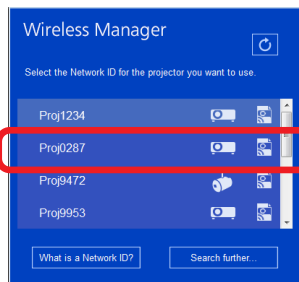 Wireless Manager
Select the Network ID for the projector you want to use.
Proj1234
Proj0287
Proj9472
Proj9953
What is a Network ID? Search further...